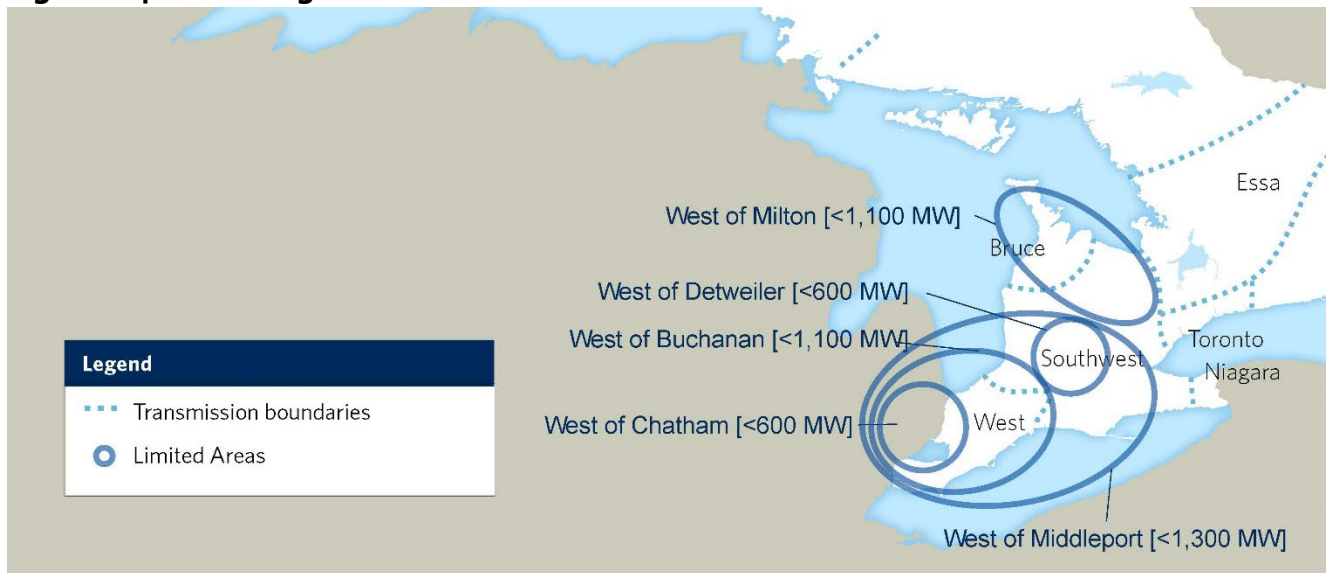 Essa
West of Milton [<1,100 MW]
Bruce
West of Detweiler [<600 MW]
West of Buchanan [<1,100 MW]
Southwest
Toronto
Niagara
Legend
Transmission boundaries
Limited Areas
West of Chatham [<600 MW]
West
West of Middleport [<1,300 MW]